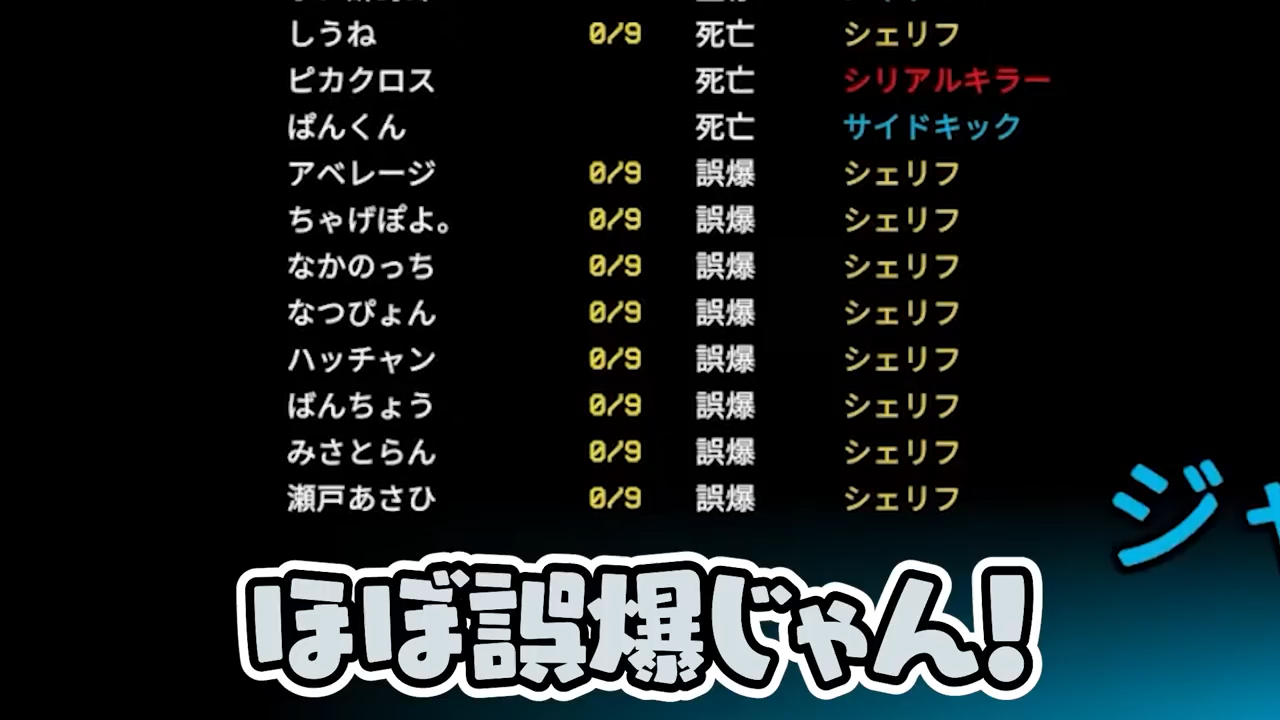 しうね 0/9 死亡 シェリフ
ピカクロス 死亡 シリアルキラー
ぱんくん 死亡 サイドキック
アベレージ 0/9 誤爆 シェリフ
ちゃげぽよ。 0/9 誤爆 シェリフ
なかのっち 0/9 誤爆 シェリフ
なつぴょん 0/9 誤爆 シェリフ
ハッチャン 0/9 誤爆 シェリフ
ばんちょう 0/9 誤爆 シェリフ
みさとらん 0/9 誤爆 シェリフ
瀬戸あさひ 0/9 誤爆 シェリフ
ジャ
ほぼ誤爆じゃん!